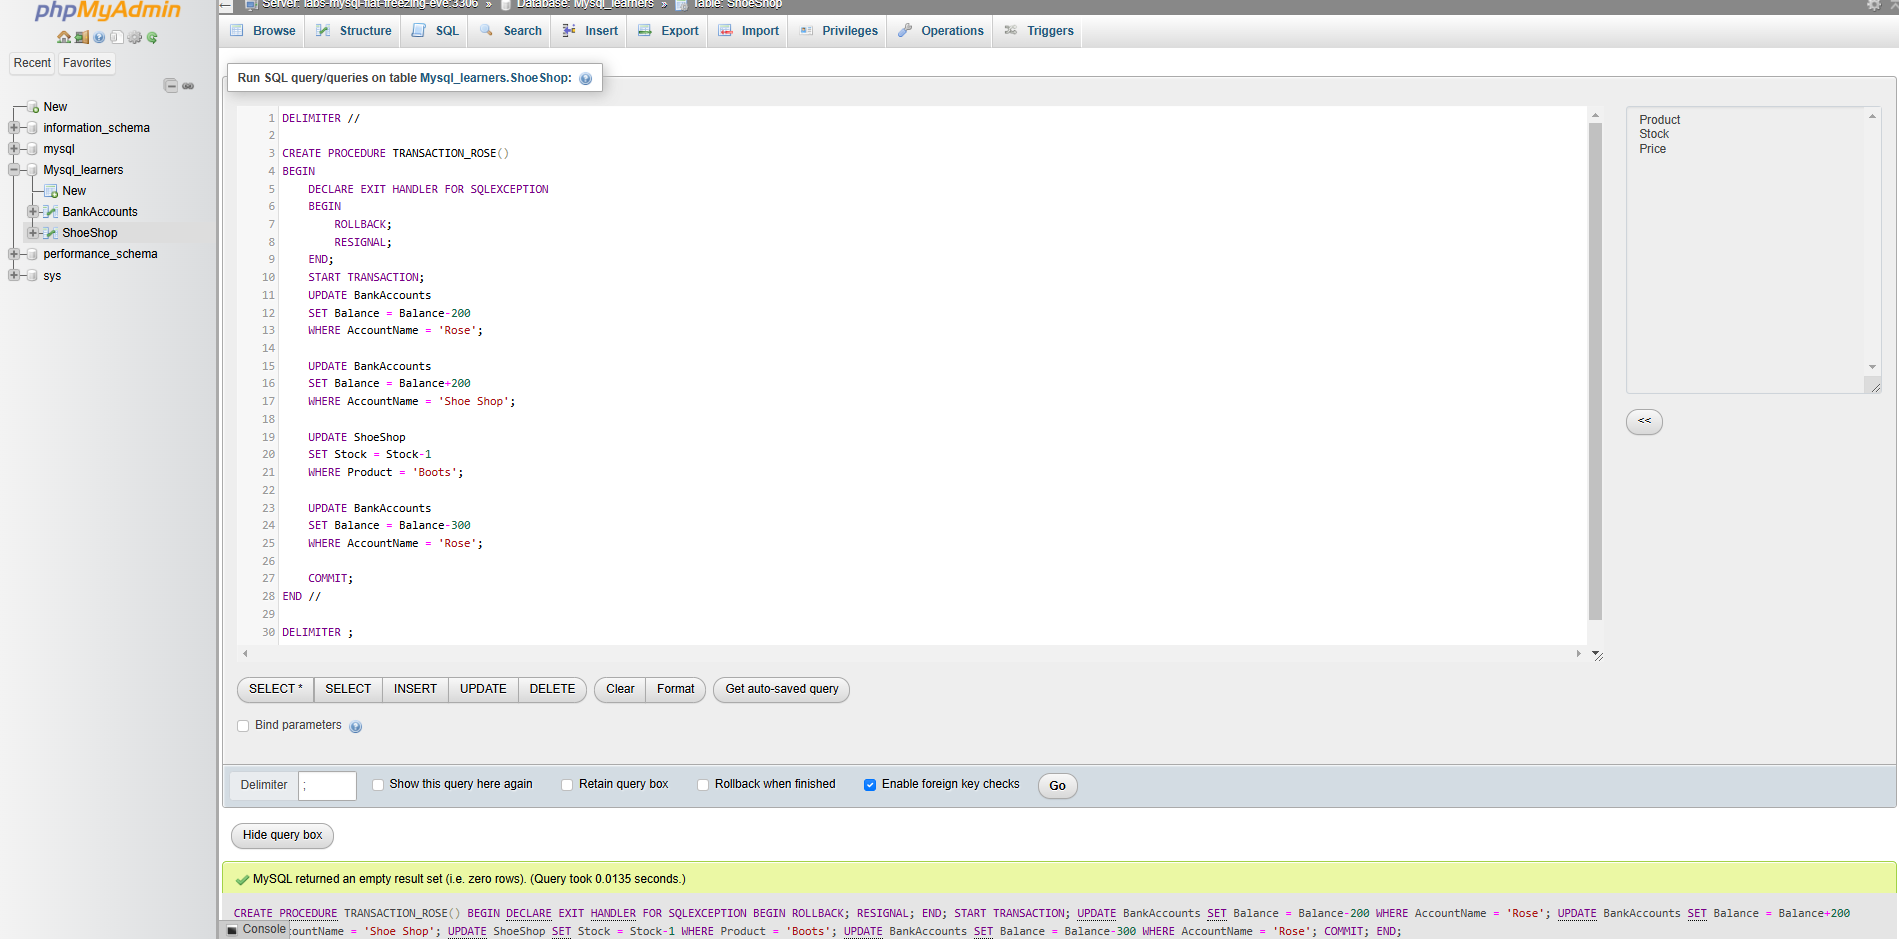 phpMyAdmin
Recent
Favorites
New
information_schema
mysql
Mysql_learners
New
BankAccounts
ShoeShop
performance_schema
sys
Server: labs-mysql-flat-freezing-eve:3306 » Database: Mysql_learners » Table: ShoeShop
Browse Structure SQL Search Insert Export Import Privileges Operations Triggers
Run SQL query/queries on table Mysql_learners.ShoeShop:
1 DELIMITER //
2
3 CREATE PROCEDURE TRANSACTION_ROSE()
4 BEGIN
5 DECLARE EXIT HANDLER FOR SQLEXCEPTION
6 BEGIN
7 ROLLBACK;
8 RESIGNAL;
9 END;
10 START TRANSACTION;
11 UPDATE BankAccounts
12 SET Balance = Balance-200
13 WHERE AccountName = 'Rose';
14
15 UPDATE BankAccounts
16 SET Balance = Balance+200
17 WHERE AccountName = 'Shoe Shop';
18
19 UPDATE ShoeShop
20 SET Stock = Stock-1
21 WHERE Product = 'Boots';
22
23 UPDATE BankAccounts
24 SET Balance = Balance-300
25 WHERE AccountName = 'Rose';
26
27 COMMIT;
28 END //
29
30 DELIMITER ;
Product
Stock
Price
<<
SELECT * SELECT INSERT UPDATE DELETE Clear Format Get auto-saved query
Bind parameters
Delimiter ; Show this query here again Retain query box Rollback when finished Enable foreign key checks Go
Hide query box
MySQL returned an empty result set (i.e. zero rows). (Query took 0.0135 seconds.)
CREATE PROCEDURE TRANSACTION_ROSE() BEGIN DECLARE EXIT HANDLER FOR SQLEXCEPTION BEGIN ROLLBACK; RESIGNAL; END; START TRANSACTION; UPDATE BankAccounts SET Balance = Balance-200 WHERE AccountName = 'Rose'; UPDATE BankAccounts SET Balance = Balance+200
Console ountName = 'Shoe Shop'; UPDATE ShoeShop SET Stock = Stock-1 WHERE Product = 'Boots'; UPDATE BankAccounts SET Balance = Balance-300 WHERE AccountName = 'Rose'; COMMIT; END;